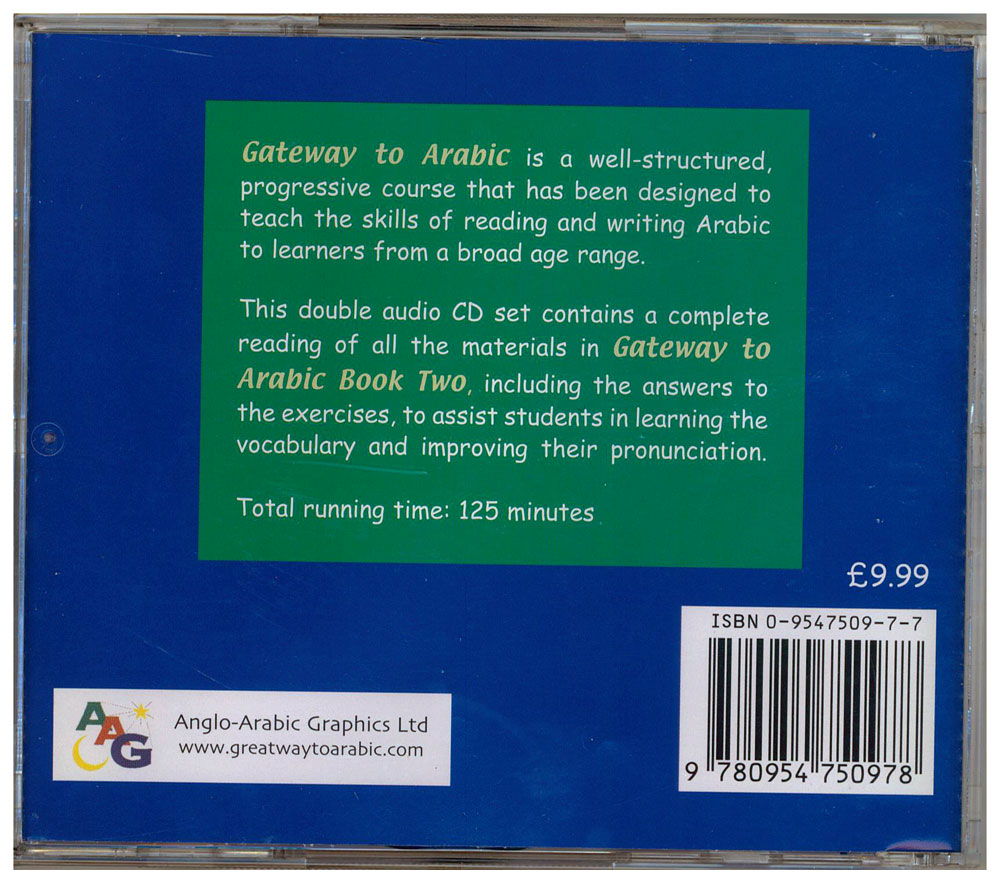 Gateway to Arabic is a well-structured,
progressive course that has been designed to
teach the skills of reading and writing Arabic
to learners from a broad age range.
This double audio CD set contains a complete
reading of all the materials in Gateway to
Arabic Book Two, including the answers to
the exercises, to assist students in learning the
vocabulary and improving their pronunciation.
Total running time: 125 minutes
£9.99
ISBN 0-9547509-7-7
9 780954 750978
AAG
Anglo-Arabic Graphics Ltd
www.greatwaytoarabic.com